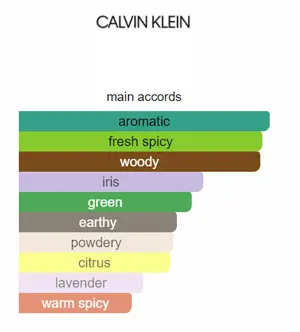 CALVIN KLEIN
main accords
aromatic
fresh spicy
woody
iris
green
earthy
powdery
citrus
lavender
warm spicy